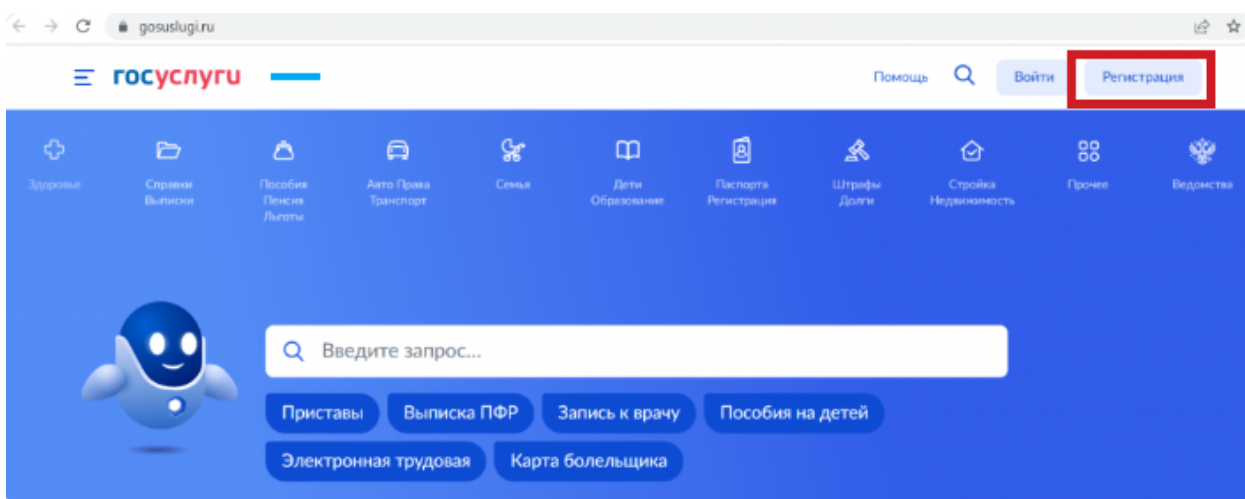 gosuslugi.ru
госуслуги
Помощь
Войти
Регистрация
Здоровье
Справки
Выписки
Пособия
Пенсия
Льготы
Авто Права
Транспорт
Семья
Дети
Образование
Паспорта
Регистрация
Штрафы
Долги
Стройка
Недвижимость
Прочее
Ведомства
Введите запрос...
Приставы
Выписка ПФР
Запись к врачу
Пособия на детей
Электронная трудовая
Карта болельщика